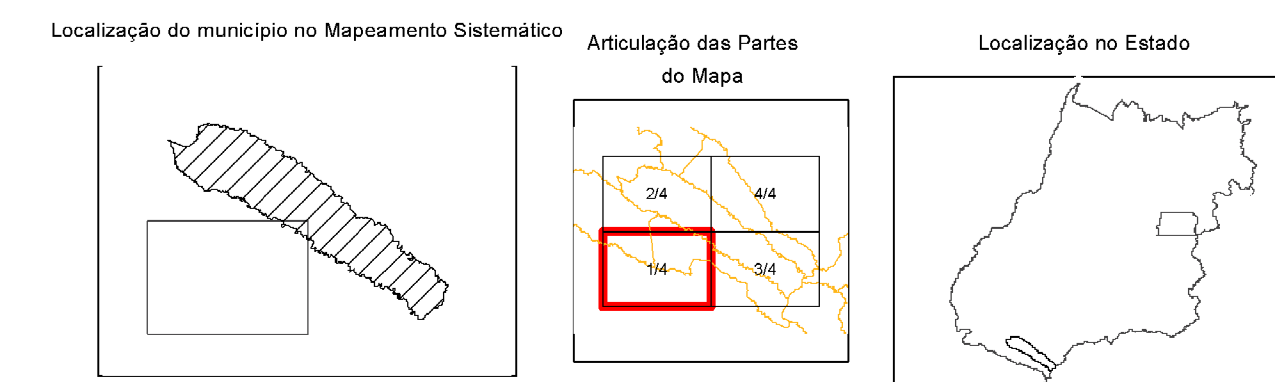 Localização do município no Mapeamento Sistemático
Articulação das Partes
do Mapa
Localização no Estado
2/4
4/4
1/4
3/4